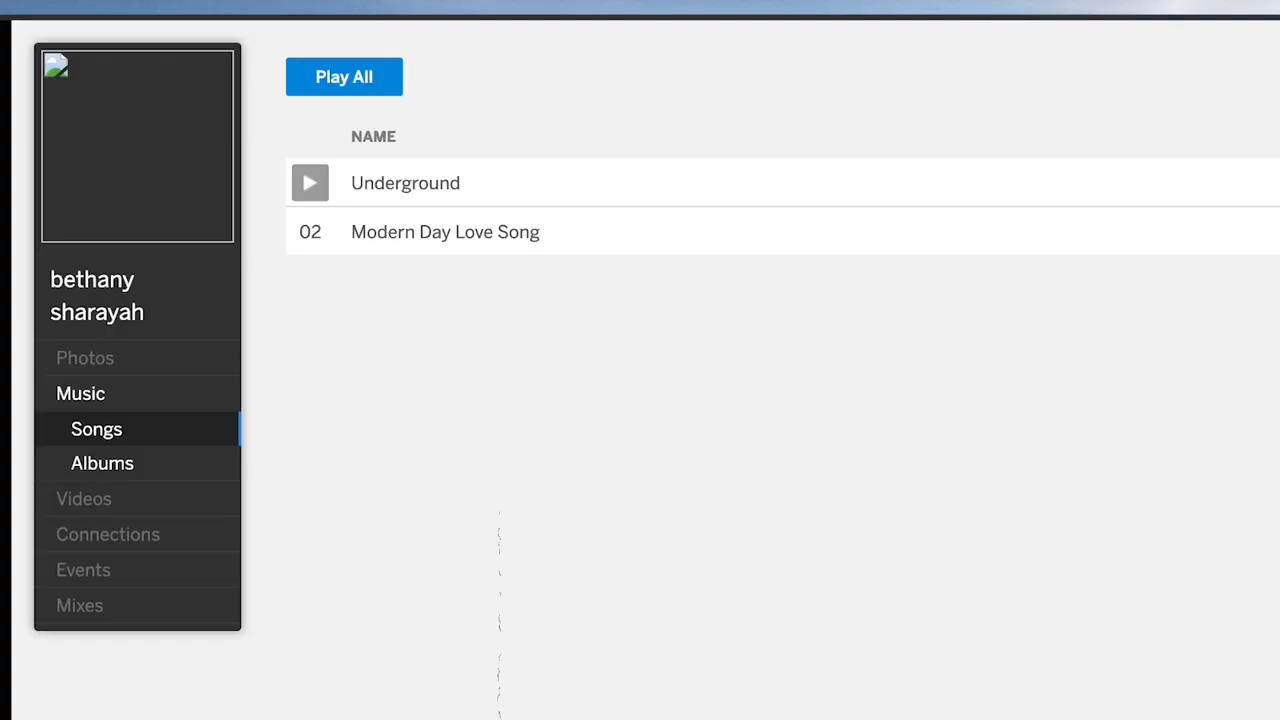 Play All
NAME
Underground
02 Modern Day Love Song
bethany
sharayah
Photos
Music
Songs
Albums
Videos
Connections
Events
Mixes